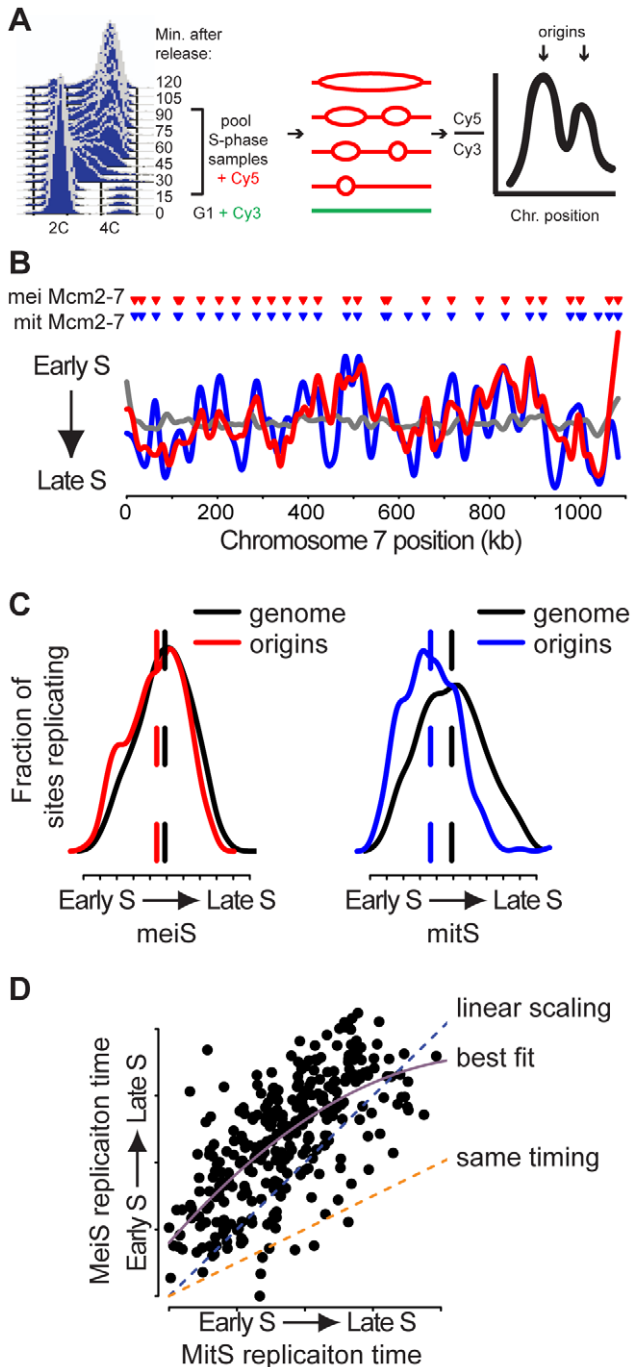 A
Min. after
release:
120
105
90
75
60
45
30
15
0
2C
4C
pool
S-phase
samples
+ Cy5
G1 + Cy3
Cy5
Cy3
origins
Chr. position
B
mei Mcm2-7
mit Mcm2-7
Early S
Late S
0
200
400
600
800
1000
Chromosome 7 position (kb)
C
genome
origins
genome
origins
Fraction of
sites replicating
Early S
Late S
meiS
Early S
Late S
mitS
D
linear scaling
best fit
same timing
MeiS replicaiton time
Early S
Late S
Early S
Late S
MitS replicaiton time